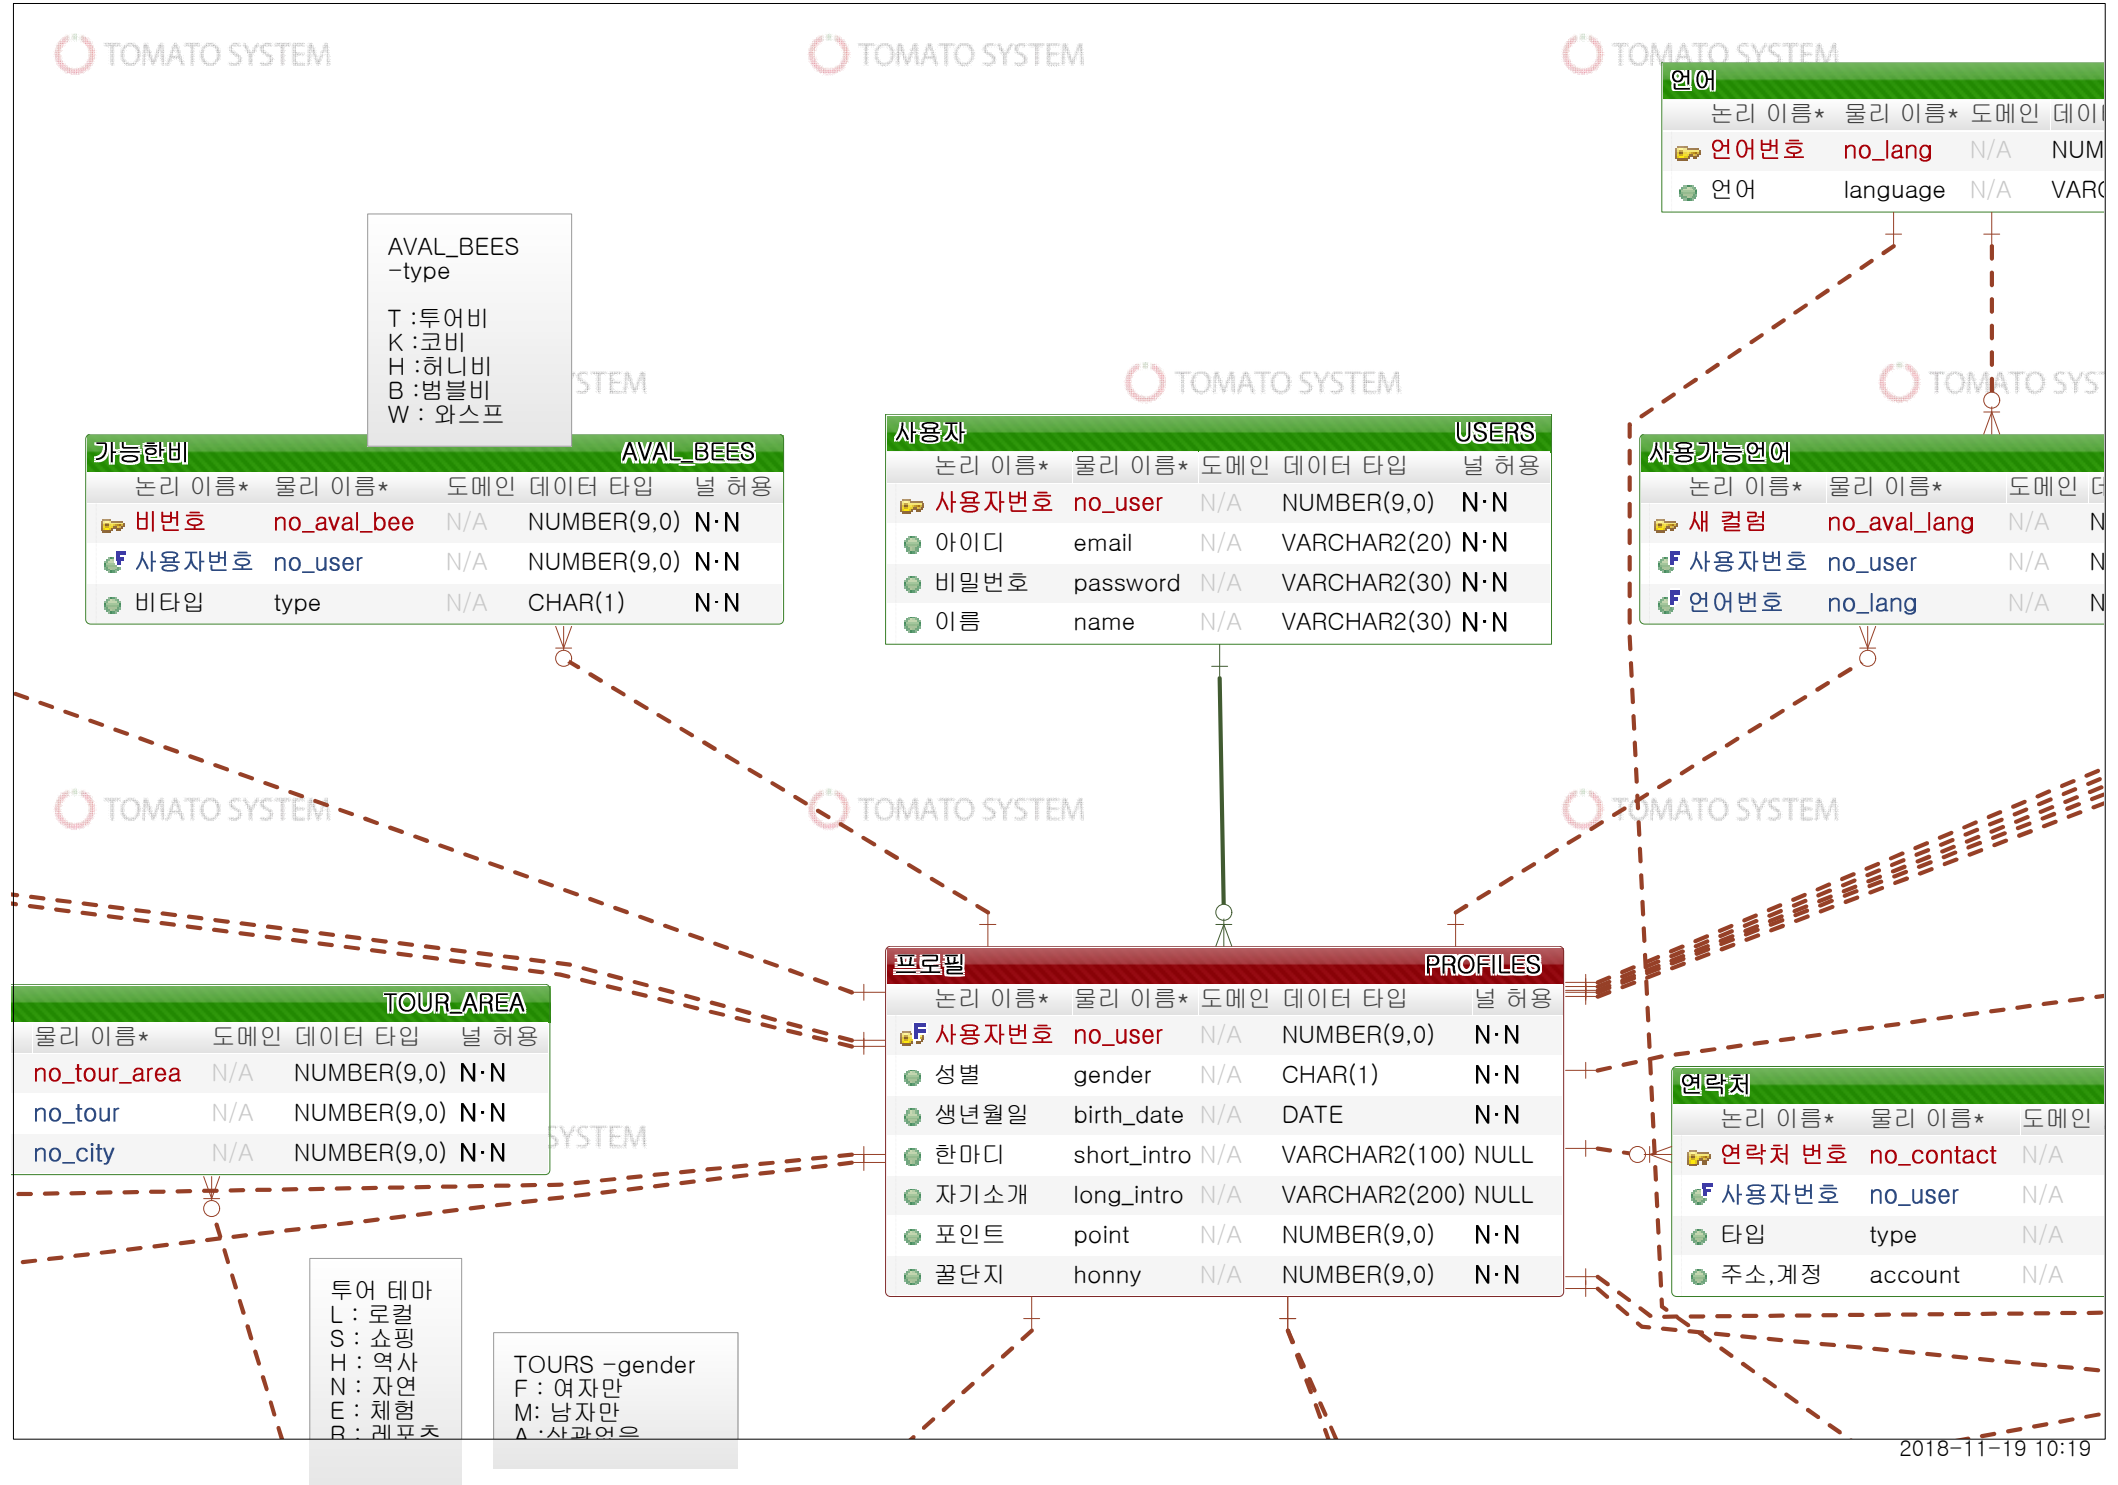 TOMATO SYSTEM
TOMATO SYSTEM
TOMATO SYSTEM
언어
논리 이름* 물리 이름* 도메인
언어번호 no_lang N/A NUM
언어 language N/A
AVAL_BEES
-type
T :투어비
K :코비
H :허니비
B :범블비
W : 와스프
STEM
TOMATO SYSTEM
TOMATO SYS
가능한비 AVAL_BEES
논리 이름* 물리 이름* 도메인 데이터 타입 널 허용
비번호 no_aval_bee N/A NUMBER(9,0) N·N
사용자번호 no_user N/A NUMBER(9,0) N·N
비타입 type N/A CHAR(1) N·N
사용자 USERS
논리 이름* 물리 이름* 도메인 데이터 타입 널 허용
사용자번호 no_user N/A NUMBER(9,0) N·N
아이디 email N/A VARCHAR2(20) N·N
비밀번호 password N/A VARCHAR2(30) N·N
이름 name N/A VARCHAR2(30) N·N
사용가능언어
논리 이름* 물리 이름* 도메인
새 컬럼 no_aval_lang N/A N
사용자번호 no_user N/A N
언어번호 no_lang N/A N
TOMATO SYSTEM
TOMATO SYSTEM
TOMATO SYSTEM
TOUR_AREA
물리 이름* 도메인 데이터 타입 널 허용
no_tour_area N/A NUMBER(9,0) N·N
no_tour N/A NUMBER(9,0) N·N
no_city N/A NUMBER(9,0) N·N
SYSTEM
프로필 PROFILES
논리 이름* 물리 이름* 도메인 데이터 타입 널 허용
사용자번호 no_user N/A NUMBER(9,0) N·N
성별 gender N/A CHAR(1) N·N
생년월일 birth_date N/A DATE N·N
한마디 short_intro N/A VARCHAR2(100) NULL
자기소개 long_intro N/A VARCHAR2(200) NULL
포인트 point N/A NUMBER(9,0) N·N
꿀단지 honny N/A NUMBER(9,0) N·N
연락처
논리 이름* 물리 이름* 도메인
연락처 번호 no_contact N/A
사용자번호 no_user N/A
타입 type N/A
주소,계정 account N/A
투어 테마
L : 로컬
S : 쇼핑
H : 역사
N : 자연
E : 체험
R : 레포츠
TOURS -gender
F : 여자만
M: 남자만
A :상관없음
2018-11-19 10:19